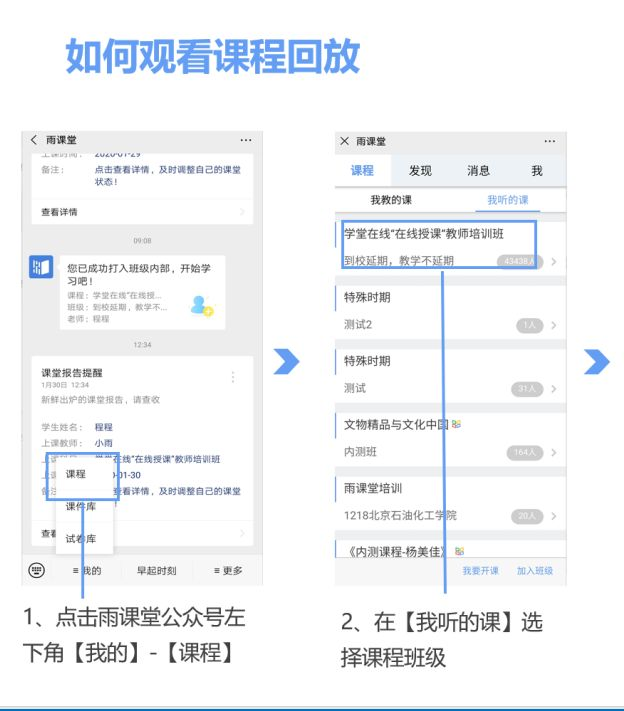 如何观看课程回放
雨课堂
上课时间： 2020-01-29
备注： 点击查看详情，及时调整自己的课堂
状态！
查看详情
09:08
您已成功打入班级内部，开始学
习吧！
课程：学堂在线“在线授...
班级：到校延期，教学不...
老师：程程
12:34
课堂报告提醒
1月30日 12:34
新鲜出炉的课堂报告，请查收
学生姓名： 程程
上课教师： 小雨
学堂在线“在线授课”教师培训班
01-30
查看详情，及时调整自己的课堂
课程
课件库
试卷库
≡ 我的
早起时刻
≡ 更多
1、点击雨课堂公众号左
下角【我的】-【课程】
雨课堂
课程 发现 消息 我
我教的课 我听的课
学堂在线“在线授课”教师培训班
到校延期，教学不延期 43438人
特殊时期
测试2 1人
特殊时期
测试 31人
文物精品与文化中国
内测班 164人
雨课堂培训
1218北京石油化工学院 20人
《内测课程-杨美佳》
我要开课 加入班级
2、在【我听的课】选
择课程班级